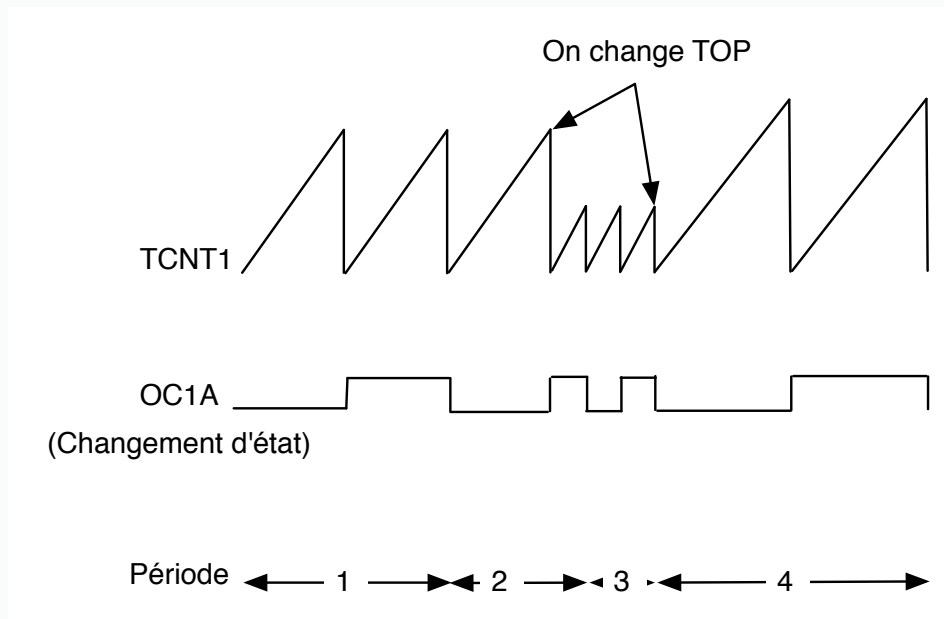 On change TOP
TCNT1
OC1A
(Changement d'état)
Période 1 2 3 4